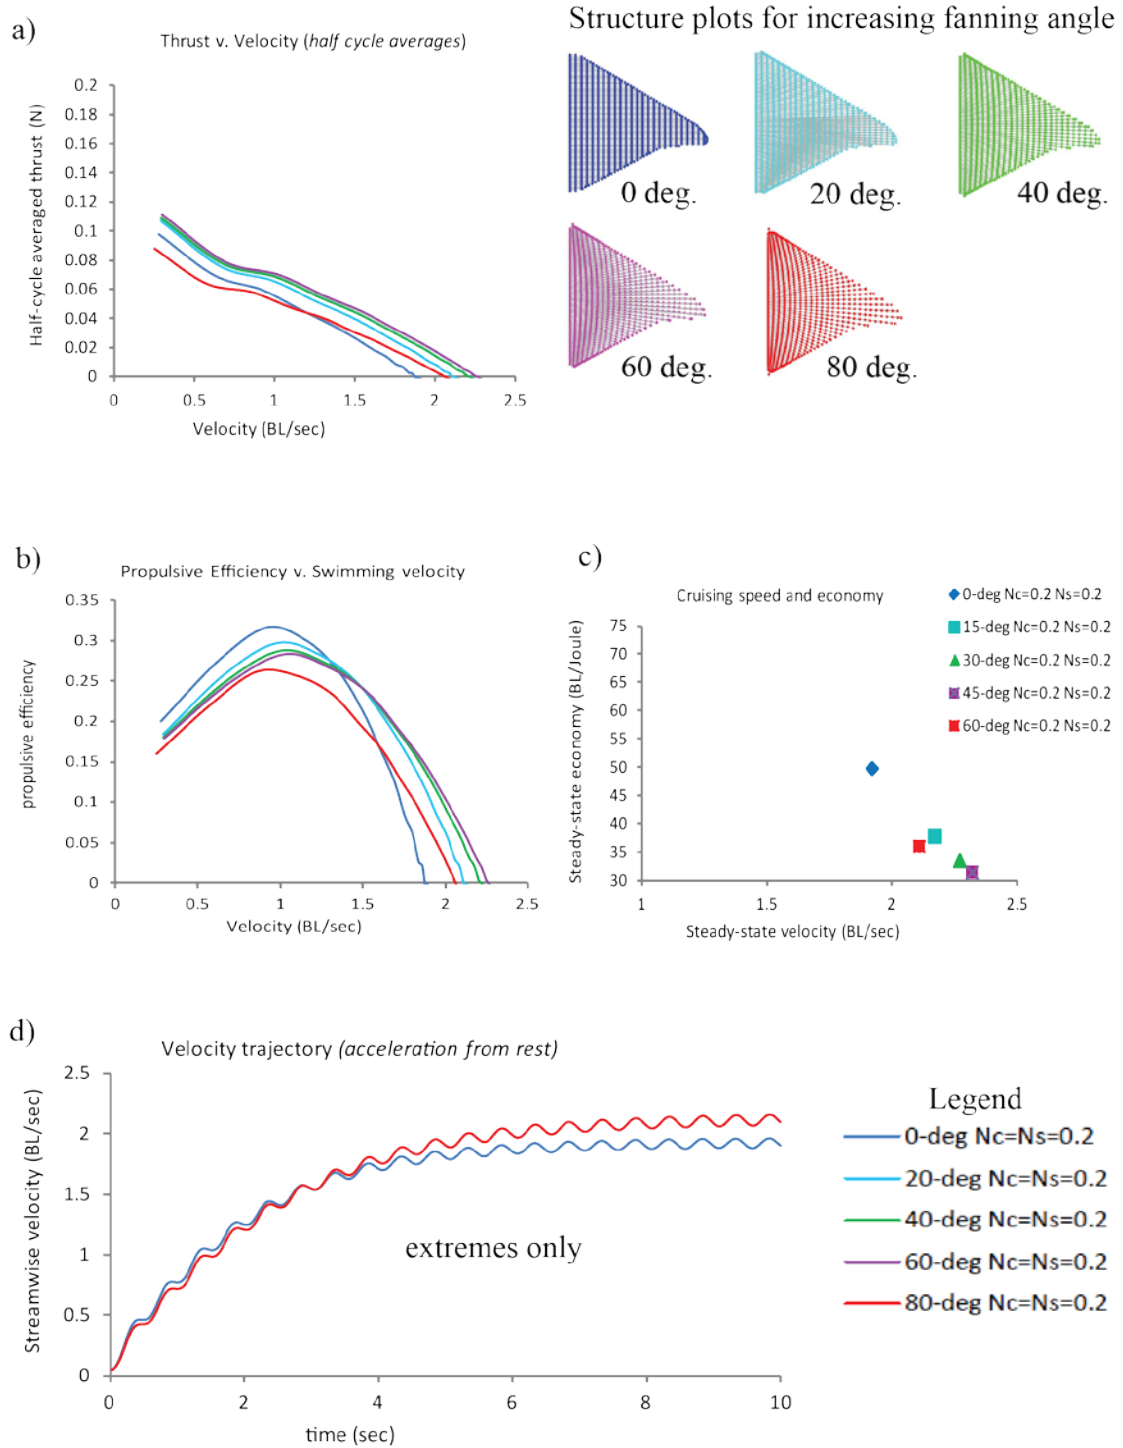 a)
Thrust v. Velocity (half cycle averages)
Half-cycle averaged thrust (N)
0.2
0.18
0.16
0.14
0.12
0.1
0.08
0.06
0.04
0.02
0
0 0.5 1 1.5 2 2.5
Velocity (BL/sec)
Structure plots for increasing fanning angle
0 deg. 20 deg. 40 deg.
60 deg. 80 deg.
b)
Propulsive Efficiency v. Swimming velocity
propulsive efficiency
0.35
0.3
0.25
0.2
0.15
0.1
0.05
0
0 0.5 1 1.5 2 2.5
Velocity (BL/sec)
c)
Cruising speed and economy
Steady-state economy (BL/Joule)
75
70
65
60
55
50
45
40
35
30
1 1.5 2 2.5
Steady-state velocity (BL/sec)
0-deg Nc=0.2 Ns=0.2
15-deg Nc=0.2 Ns=0.2
30-deg Nc=0.2 Ns=0.2
45-deg Nc=0.2 Ns=0.2
60-deg Nc=0.2 Ns=0.2
d)
Velocity trajectory (acceleration from rest)
Streamwise velocity (BL/sec)
2.5
2
1.5
1
0.5
0
0 2 4 6 8 10
time (sec)
extremes only
Legend
0-deg Nc=Ns=0.2
20-deg Nc=Ns=0.2
40-deg Nc=Ns=0.2
60-deg Nc=Ns=0.2
80-deg Nc=Ns=0.2